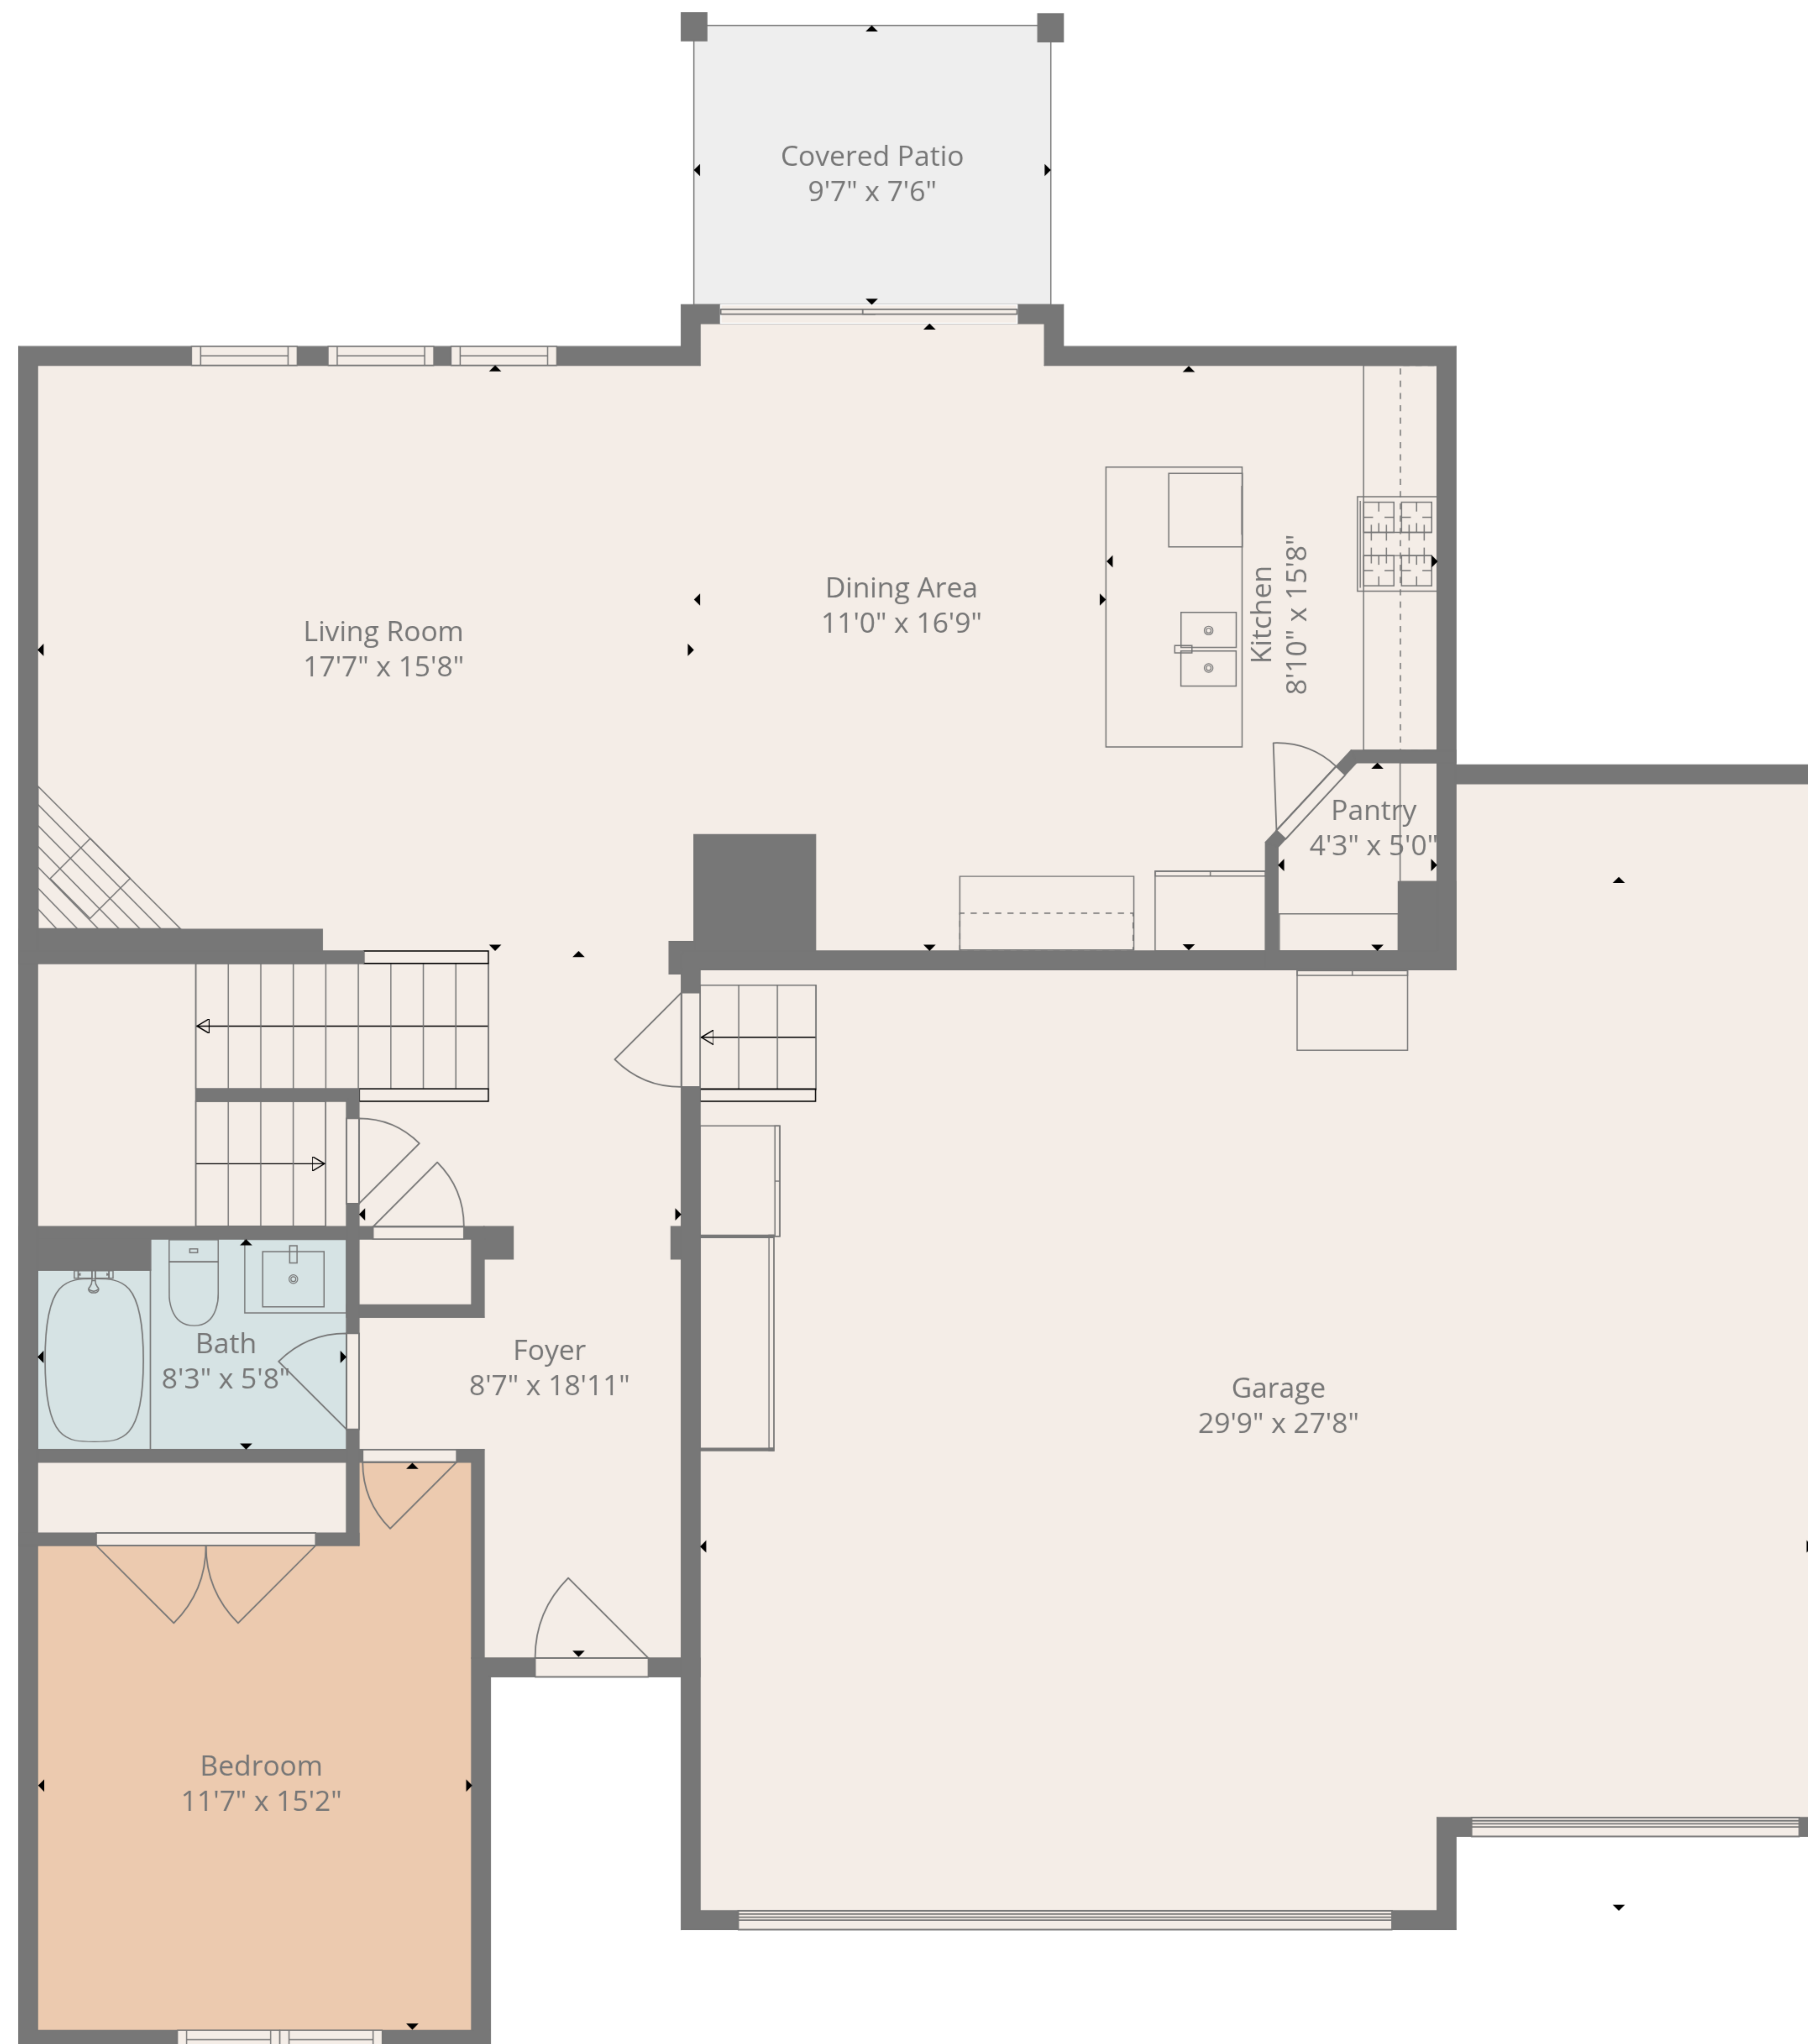 Covered Patio
9'7" x 7'6"
Dining Area
11'0" x 16'9"
Kitchen
8'10" x 15'8"
Living Room
17'7" x 15'8"
Pantry
4'3" x 5'0"
Bath
8'3" x 5'8"
Foyer
8'7" x 18'11"
Garage
29'9" x 27'8"
Bedroom
11'7" x 15'2"